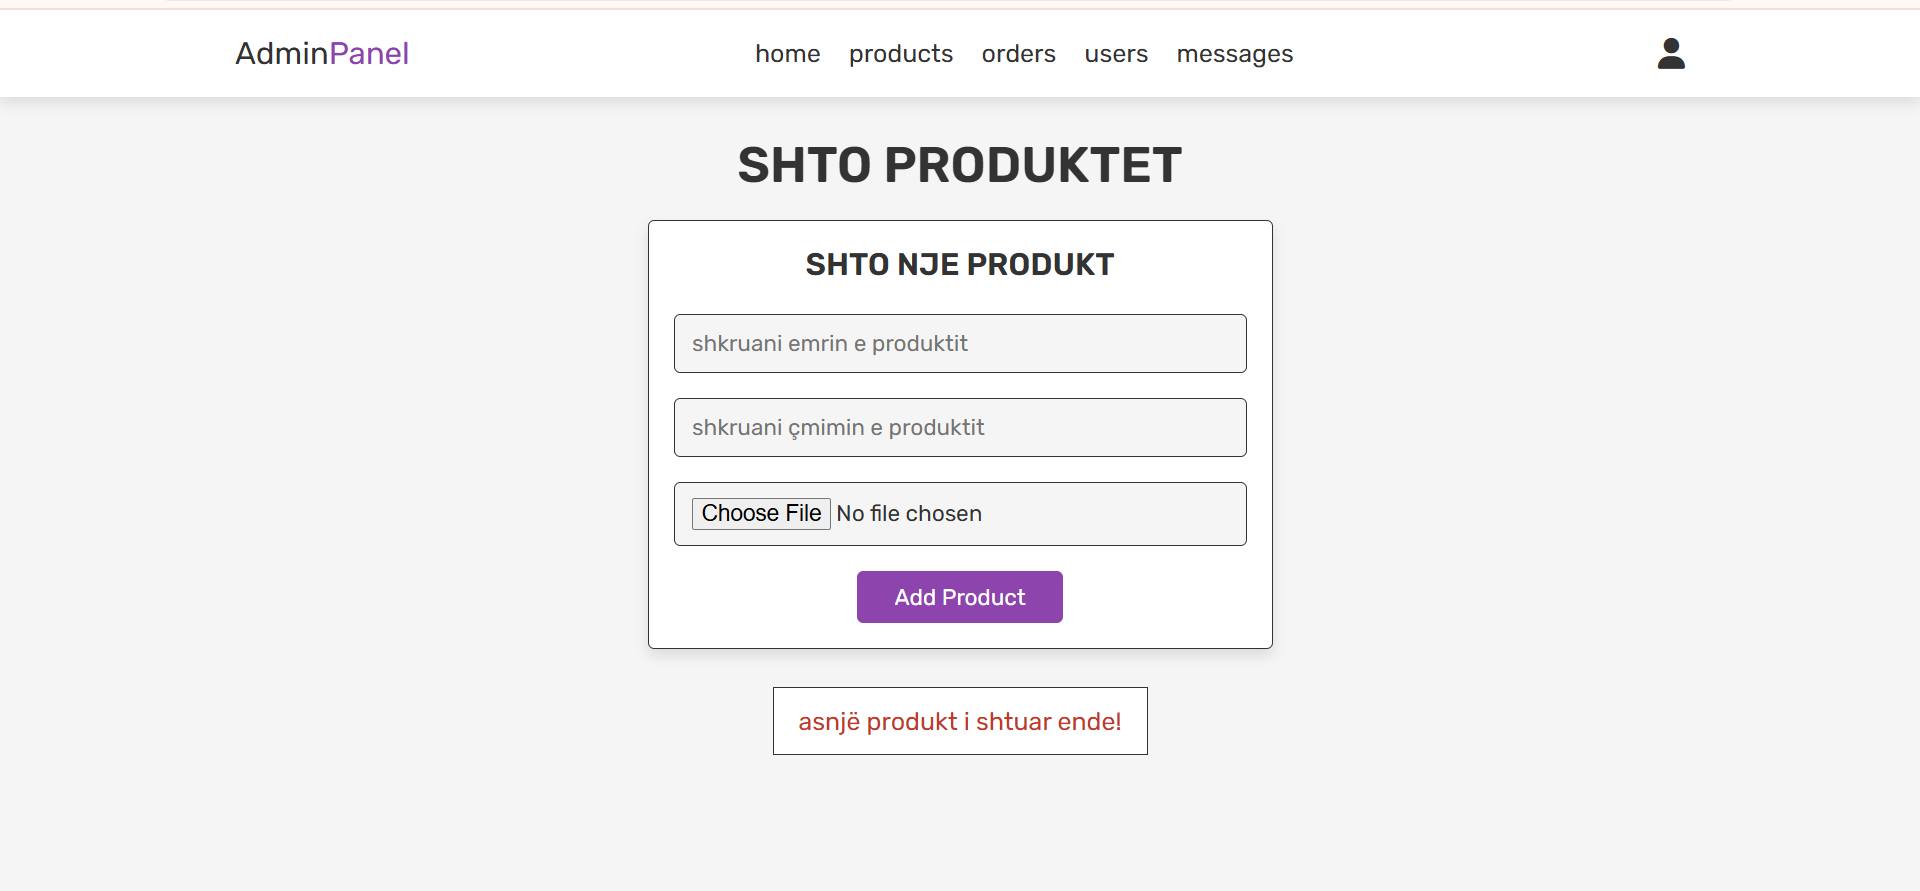 AdminPanel
home products orders users messages
SHTO PRODUKTET
SHTO NJE PRODUKT
shkruani emrin e produktit
shkruani çmimin e produktit
Choose File No file chosen
Add Product
asnjë produkt i shtuar ende!